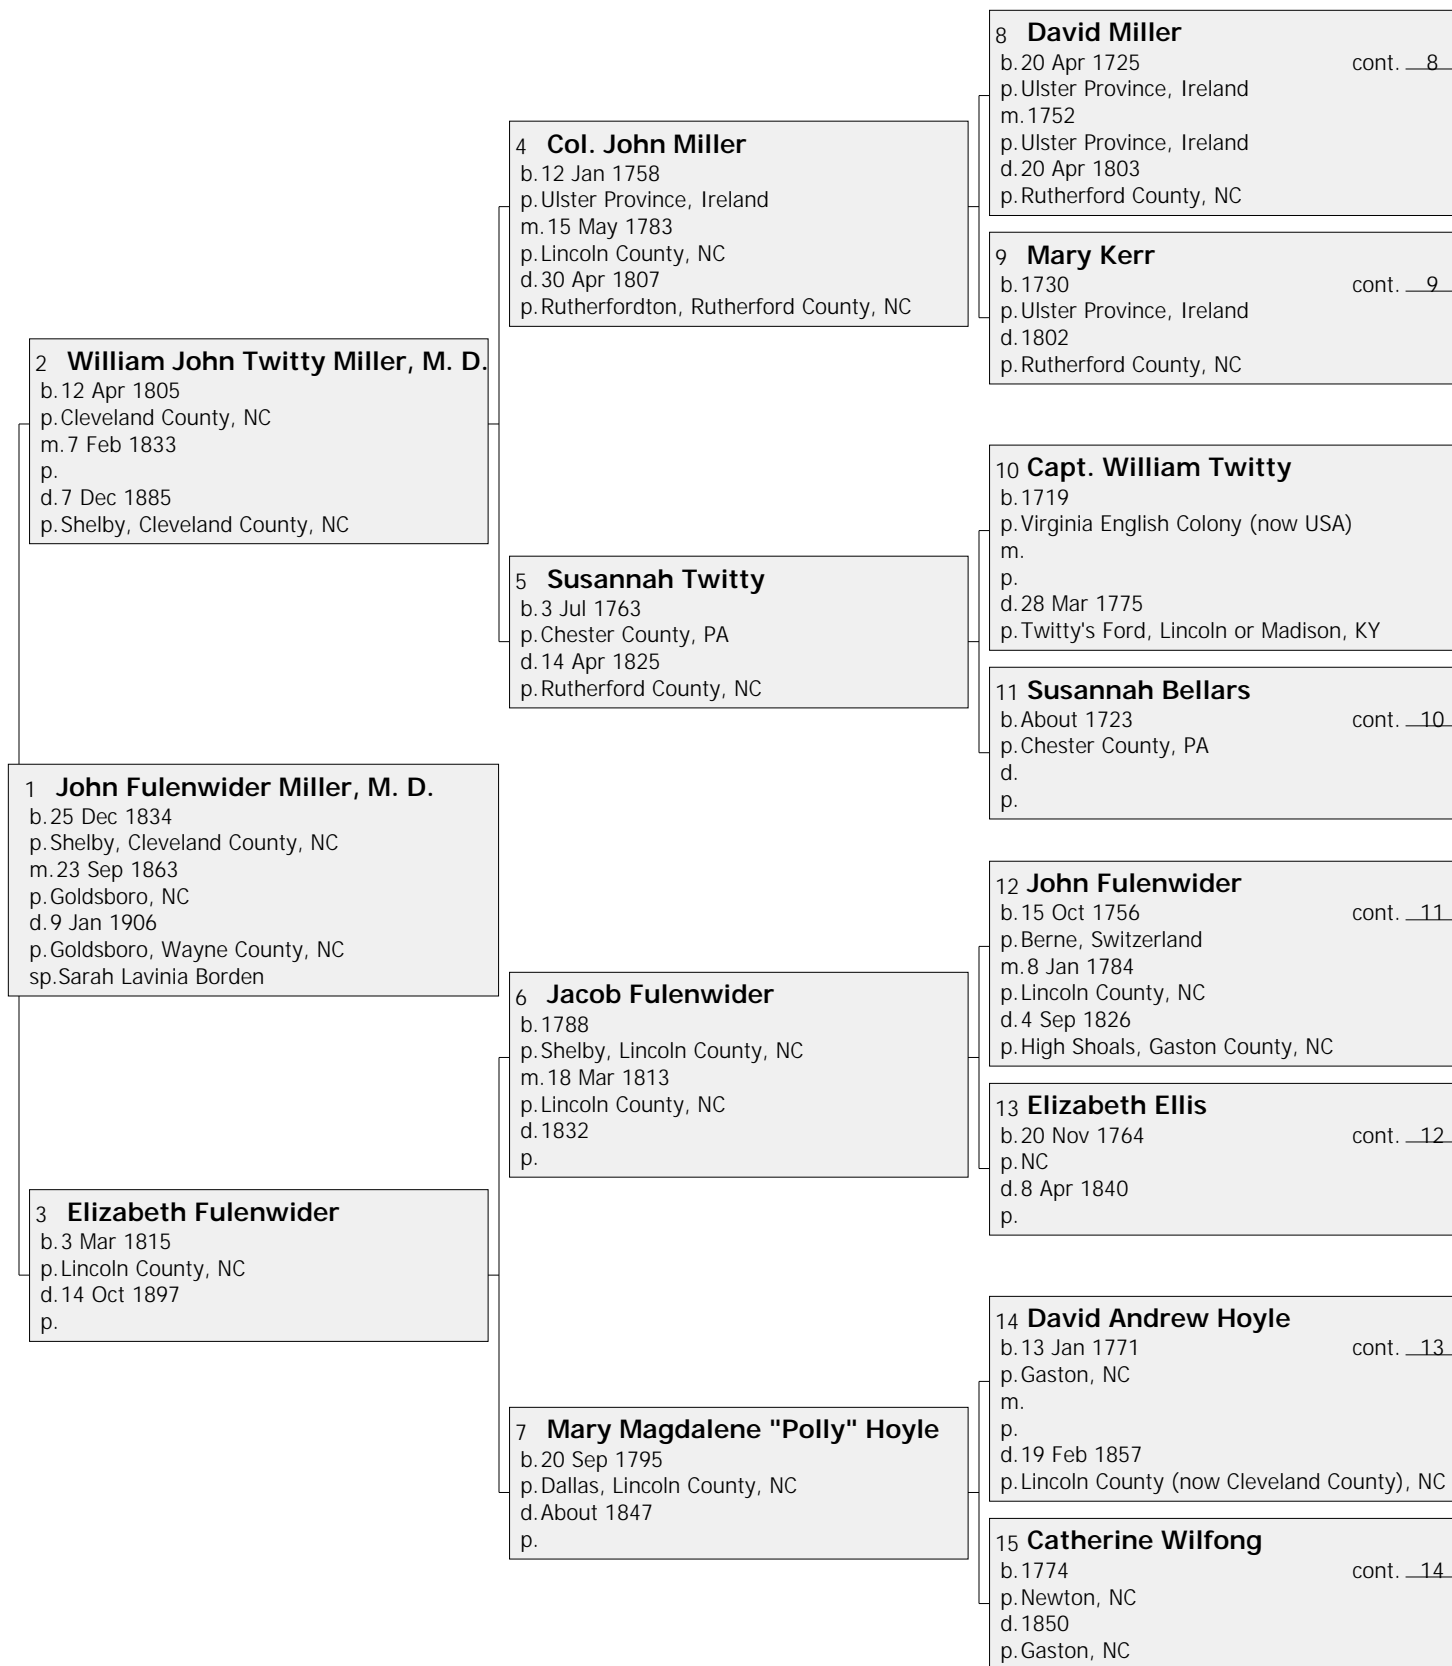 8 David Miller
b. 20 Apr 1725 cont. 8
p. Ulster Province, Ireland
m. 1752
p. Ulster Province, Ireland
d. 20 Apr 1803
p. Rutherford County, NC
4 Col. John Miller
b. 12 Jan 1758
p. Ulster Province, Ireland
m. 15 May 1783
p. Lincoln County, NC
d. 30 Apr 1807
p. Rutherfordton, Rutherford County, NC
9 Mary Kerr
b. 1730 cont. 9
p. Ulster Province, Ireland
d. 1802
p. Rutherford County, NC
2 William John Twitty Miller, M. D.
b. 12 Apr 1805
p. Cleveland County, NC
m. 7 Feb 1833
p.
d. 7 Dec 1885
p. Shelby, Cleveland County, NC
10 Capt. William Twitty
b. 1719
p. Virginia English Colony (now USA)
m.
p.
d. 28 Mar 1775
p. Twitty's Ford, Lincoln or Madison, KY
5 Susannah Twitty
b. 3 Jul 1763
p. Chester County, PA
d. 14 Apr 1825
p. Rutherford County, NC
11 Susannah Bellars
b. About 1723 cont. 10
p. Chester County, PA
d.
p.
1 John Fulenwider Miller, M. D.
b. 25 Dec 1834
p. Shelby, Cleveland County, NC
m. 23 Sep 1863
p. Goldsboro, NC
d. 9 Jan 1906
p. Goldsboro, Wayne County, NC
sp. Sarah Lavinia Borden
12 John Fulenwider
b. 15 Oct 1756 cont. 11
p. Berne, Switzerland
m. 8 Jan 1784
p. Lincoln County, NC
d. 4 Sep 1826
p. High Shoals, Gaston County, NC
6 Jacob Fulenwider
b. 1788
p. Shelby, Lincoln County, NC
m. 18 Mar 1813
p. Lincoln County, NC
d. 1832
p.
13 Elizabeth Ellis
b. 20 Nov 1764 cont. 12
p. NC
d. 8 Apr 1840
p.
3 Elizabeth Fulenwider
b. 3 Mar 1815
p. Lincoln County, NC
d. 14 Oct 1897
p.
14 David Andrew Hoyle
b. 13 Jan 1771 cont. 13
p. Gaston, NC
m.
p.
d. 19 Feb 1857
p. Lincoln County (now Cleveland County), NC
7 Mary Magdalene "Polly" Hoyle
b. 20 Sep 1795
p. Dallas, Lincoln County, NC
d. About 1847
p.
15 Catherine Wilfong
b. 1774 cont. 14
p. Newton, NC
d. 1850
p. Gaston, NC